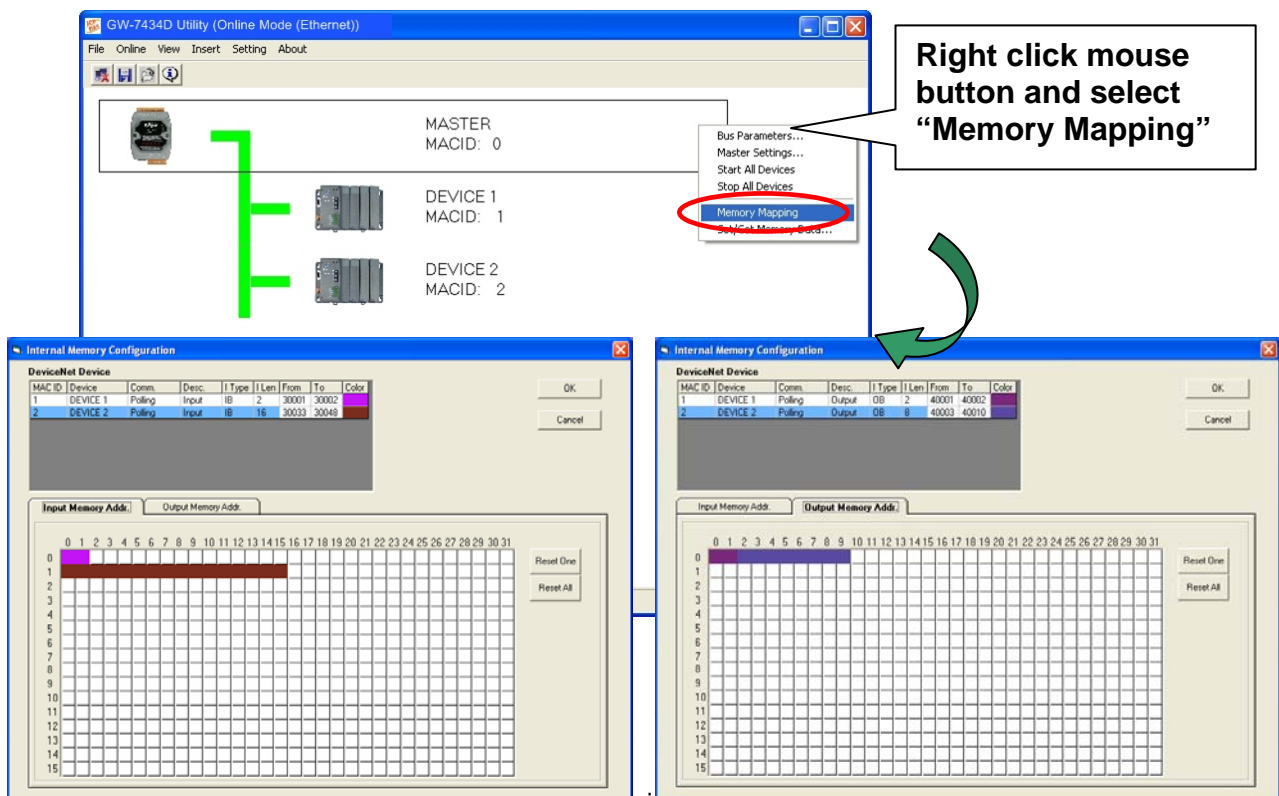 GW-7434D Utility (Online Mode (Ethernet))
File Online View Insert Setting About
Right click mouse
button and select
“Memory Mapping”
MASTER
MACID: 0
DEVICE 1
MACID: 1
DEVICE 2
MACID: 2
Bus Parameters...
Master Settings...
Start All Devices
Stop All Devices
Memory Mapping
Set/Get Memory Data...
Internal Memory Configuration
DeviceNet Device
MAC ID Device Comm. Desc. I Type I Len From To Color
1 DEVICE 1 Polling Input IB 2 30001 30002
2 DEVICE 2 Polling Input IB 16 30033 30048
OK
Cancel
Input Memory Addr. Output Memory Addr.
0 1 2 3 4 5 6 7 8 9 10 11 12 13 14 15 16 17 18 19 20 21 22 23 24 25 26 27 28 29 30 31
0
1
2
3
4
5
6
7
8
9
10
11
12
13
14
15
Reset One
Reset All
Internal Memory Configuration
DeviceNet Device
MAC ID Device Comm. Desc. I Type I Len From To Color
1 DEVICE 1 Polling Output OB 2 40001 40002
2 DEVICE 2 Polling Output OB 8 40003 40010
OK
Cancel
Input Memory Addr. Output Memory Addr.
0 1 2 3 4 5 6 7 8 9 10 11 12 13 14 15 16 17 18 19 20 21 22 23 24 25 26 27 28 29 30 31
0
1
2
3
4
5
6
7
8
9
10
11
12
13
14
15
Reset One
Reset All